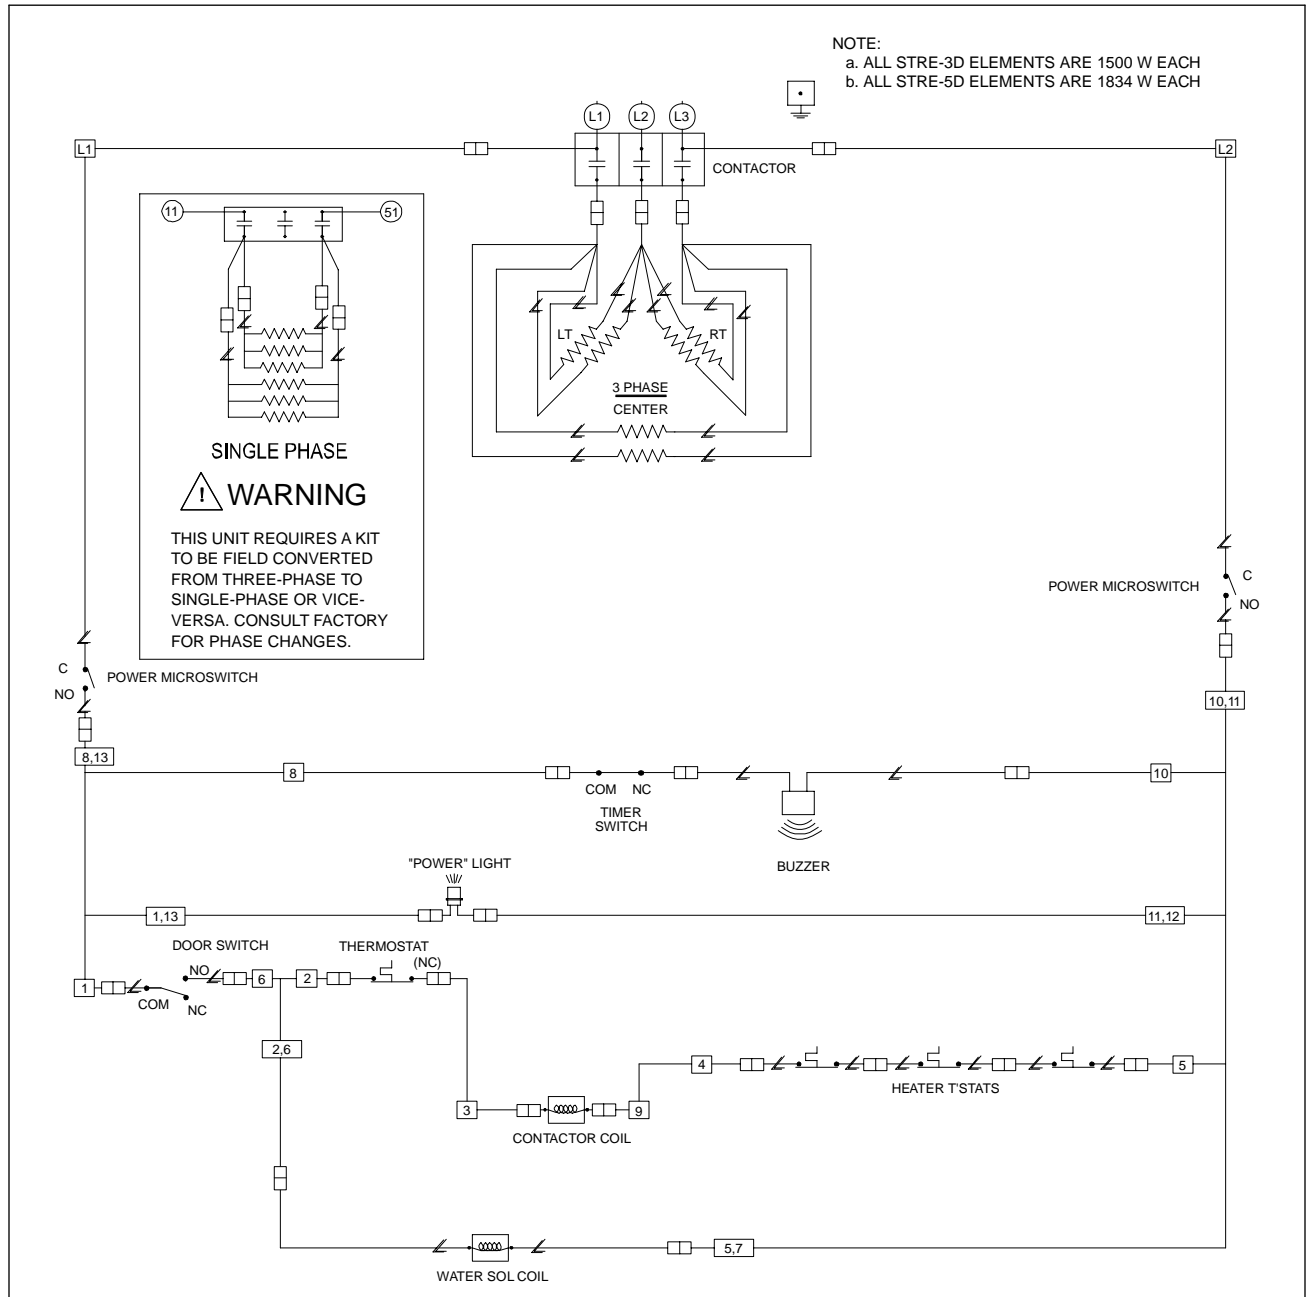 NOTE:
a. ALL STRE-3D ELEMENTS ARE 1500 W EACH
b. ALL STRE-5D ELEMENTS ARE 1834 W EACH
L1 L2 L3
L1
L2
CONTACTOR
11
51
LT
RT
3 PHASE
CENTER
SINGLE PHASE
! WARNING
THIS UNIT REQUIRES A KIT
TO BE FIELD CONVERTED
FROM THREE-PHASE TO
SINGLE-PHASE OR VICE-
VERSA. CONSULT FACTORY
FOR PHASE CHANGES.
POWER MICROSWITCH
C
NO
C
NO
POWER MICROSWITCH
10,11
8,13
8
COM NC
TIMER
SWITCH
10
BUZZER
"POWER" LIGHT
1,13
11,12
DOOR SWITCH
THERMOSTAT
(NC)
NO
1
COM
NC
6
2
2,6
4
5
HEATER T'STATS
3
9
CONTACTOR COIL
5,7
WATER SOL COIL